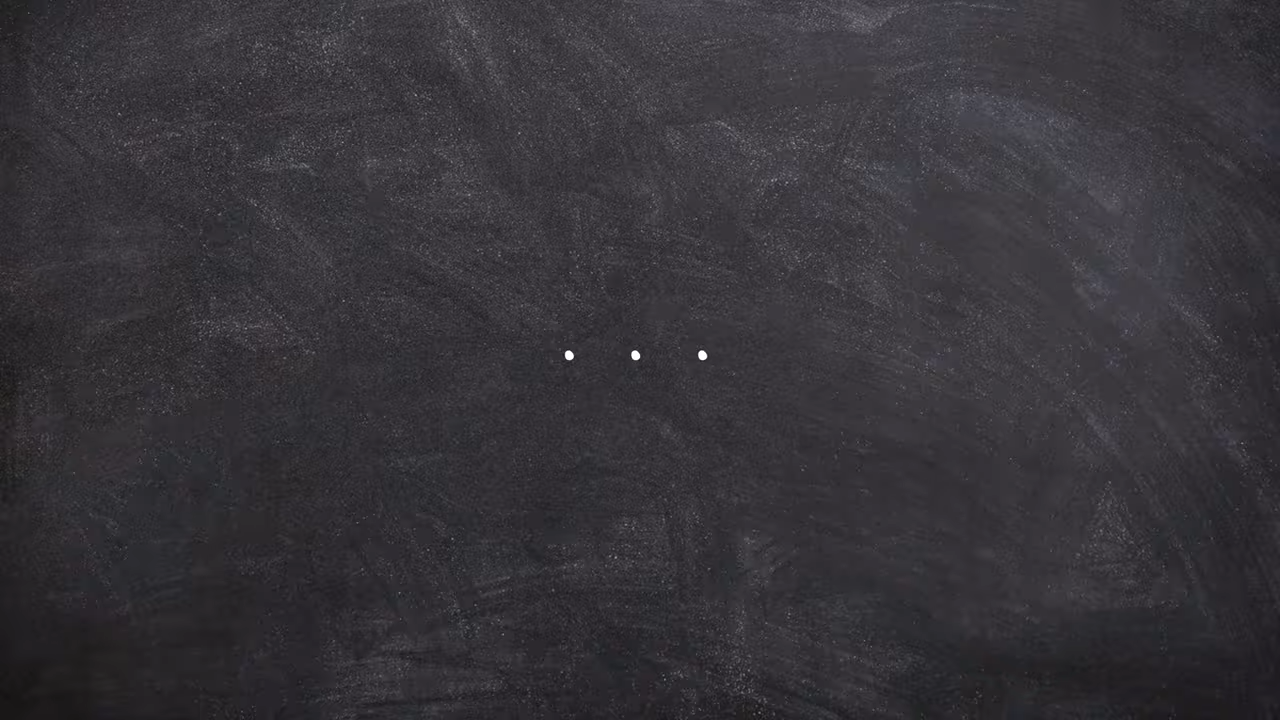 . . .